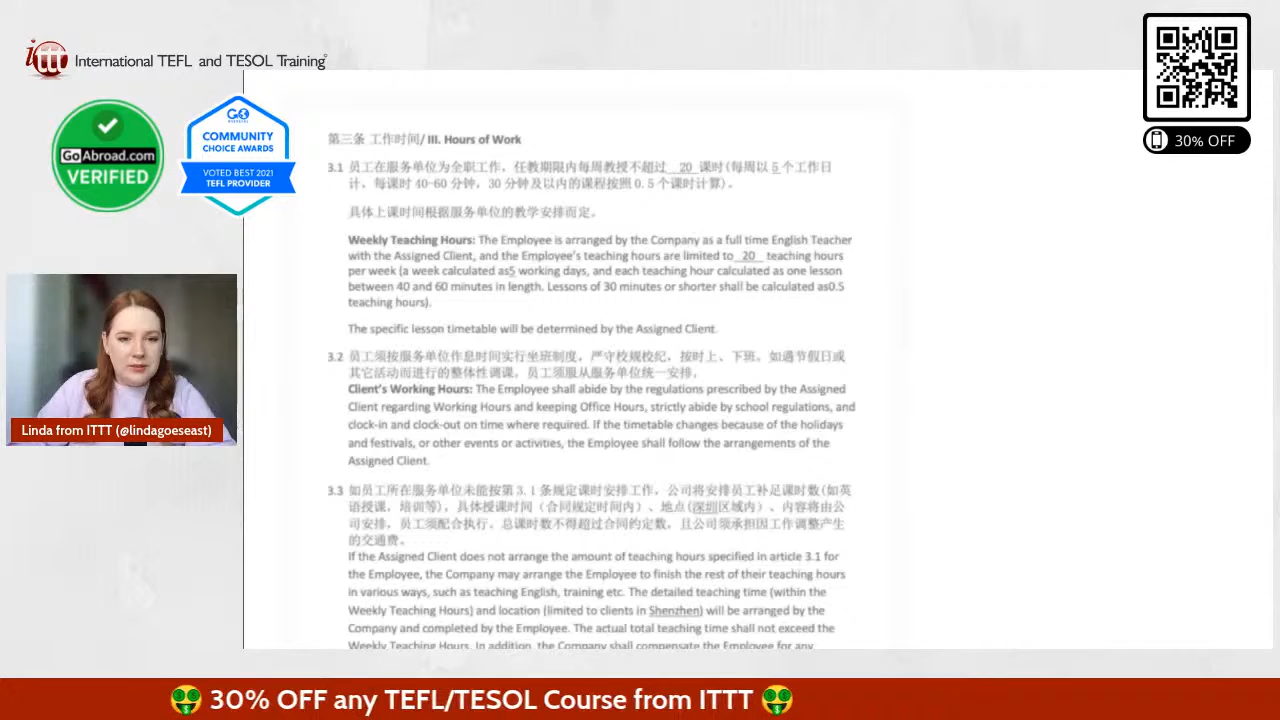 ittt International TEFL and TESOL Training
GoAbroad.com
VERIFIED
GO
COMMUNITY
CHOICE AWARDS
VOTED BEST 2021
TEFL PROVIDER
30% OFF
第三条 工作时间/ III. Hours of Work
3.1 员工在服务单位为全职工作，任教期限内每周教授不超过 20 课时(每周以 5 个工作日
计，每课时 40-60 分钟，30 分钟及以内的课程按照 0.5 个课时计算)。
具体上课时间根据服务单位的教学安排而定。
Weekly Teaching Hours: The Employee is arranged by the Company as a full time English Teacher
with the Assigned Client, and the Employee's teaching hours are limited to 20 teaching hours
per week (a week calculated as5 working days, and each teaching hour calculated as one lesson
between 40 and 60 minutes in length. Lessons of 30 minutes or shorter shall be calculated as0.5
teaching hours).
The specific lesson timetable will be determined by the Assigned Client.
3.2 员工须按服务单位作息时间实行坐班制度，严守校规校纪，按时上、下班。如遇节假日或
其它活动而进行的整体性调课，员工须服从服务单位统一安排。
Client's Working Hours: The Employee shall abide by the regulations prescribed by the Assigned
Client regarding Working Hours and keeping Office Hours, strictly abide by school regulations, and
clock-in and clock-out on time where required. If the timetable changes because of the holidays
and festivals, or other events or activities, the Employee shall follow the arrangements of the
Assigned Client.
3.3 如员工所在服务单位未能按第 3.1 条规定课时安排工作，公司将安排员工补足课时数(如英
语授课，培训等)，具体授课时间（合同规定时间内）、地点(深圳区域内）、内容将由公
司安排，员工须配合执行。总课时数不得超过合同的定数，且公司须承担因工作调整产生
的交通费。
If the Assigned Client does not arrange the amount of teaching hours specified in article 3.1 for
the Employee, the Company may arrange the Employee to finish the rest of their teaching hours
in various ways, such as teaching English, training etc. The detailed teaching time (within the
Weekly Teaching Hours) and location (limited to clients in Shenzhen) will be arranged by the
Company and completed by the Employee. The actual total teaching time shall not exceed the
Weekly Teaching Hours. In addition, the Company shall compensate the Employee for any
Linda from ITTT (@lindagoeseast)
30% OFF any TEFL/TESOL Course from ITTT